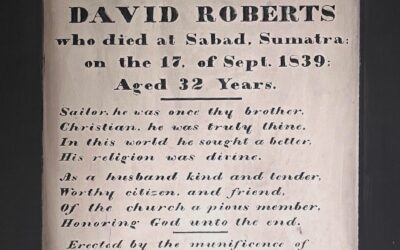 DAVID ROBERTS
who died at Sabad, Sumatra;
on the 17, of Sept. 1839;
Aged 32 Years.
Sailor, he was once thy brother,
Christian, he was truly thine.
In this world he sought a better,
His religion was divine.
As a husband kind and tender,
Worthy citizen, and friend,
Of the church a pious member,
Honoring God unto the end.
Erected by the munificence of